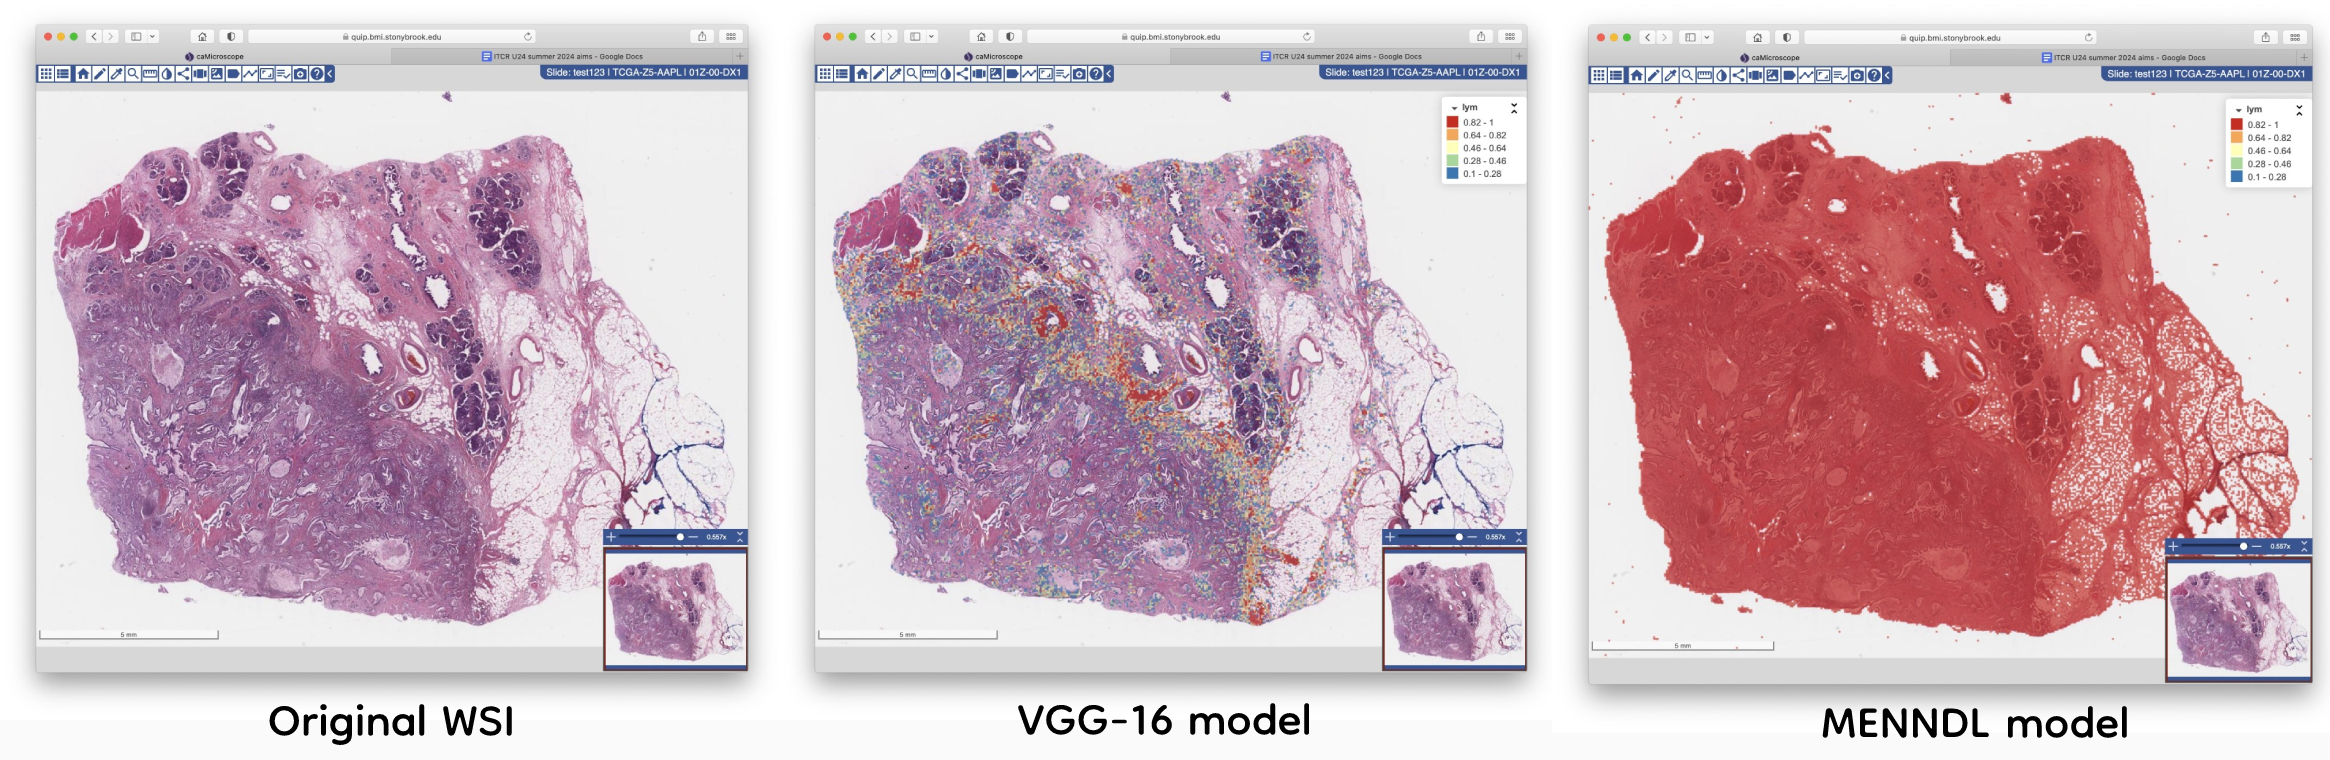 quip.bmi.stonybrook.edu
caMicroscope
ITCR U24 summer 2024 aims - Google Docs
Slide: test123 | TCGA-Z5-AAPL | 01Z-00-DX1
0.557x
5 mm
Original WSI
quip.bmi.stonybrook.edu
caMicroscope
ITCR U24 summer 2024 aims - Google Docs
Slide: test123 | TCGA-Z5-AAPL | 01Z-00-DX1
lym
0.82 - 1
0.64 - 0.82
0.46 - 0.64
0.28 - 0.46
0.1 - 0.28
0.557x
5 mm
VGG-16 model
quip.bmi.stonybrook.edu
caMicroscope
ITCR U24 summer 2024 aims - Google Docs
Slide: test123 | TCGA-Z5-AAPL | 01Z-00-DX1
lym
0.82 - 1
0.64 - 0.82
0.46 - 0.64
0.28 - 0.46
0.1 - 0.28
0.557x
5 mm
MENNDL model